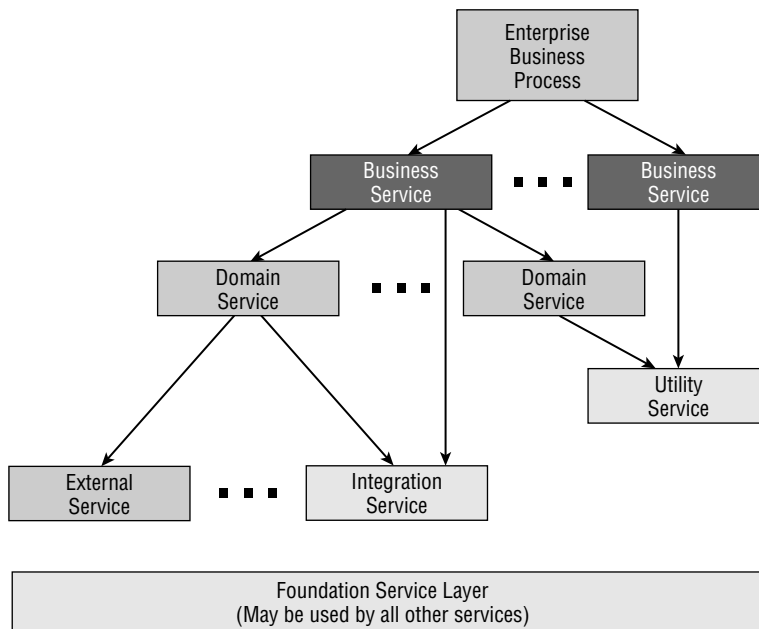 Enterprise
Business
Process
Business
Service
Business
Service
Domain
Service
Domain
Service
Utility
Service
External
Service
Integration
Service
Foundation Service Layer
(May be used by all other services)